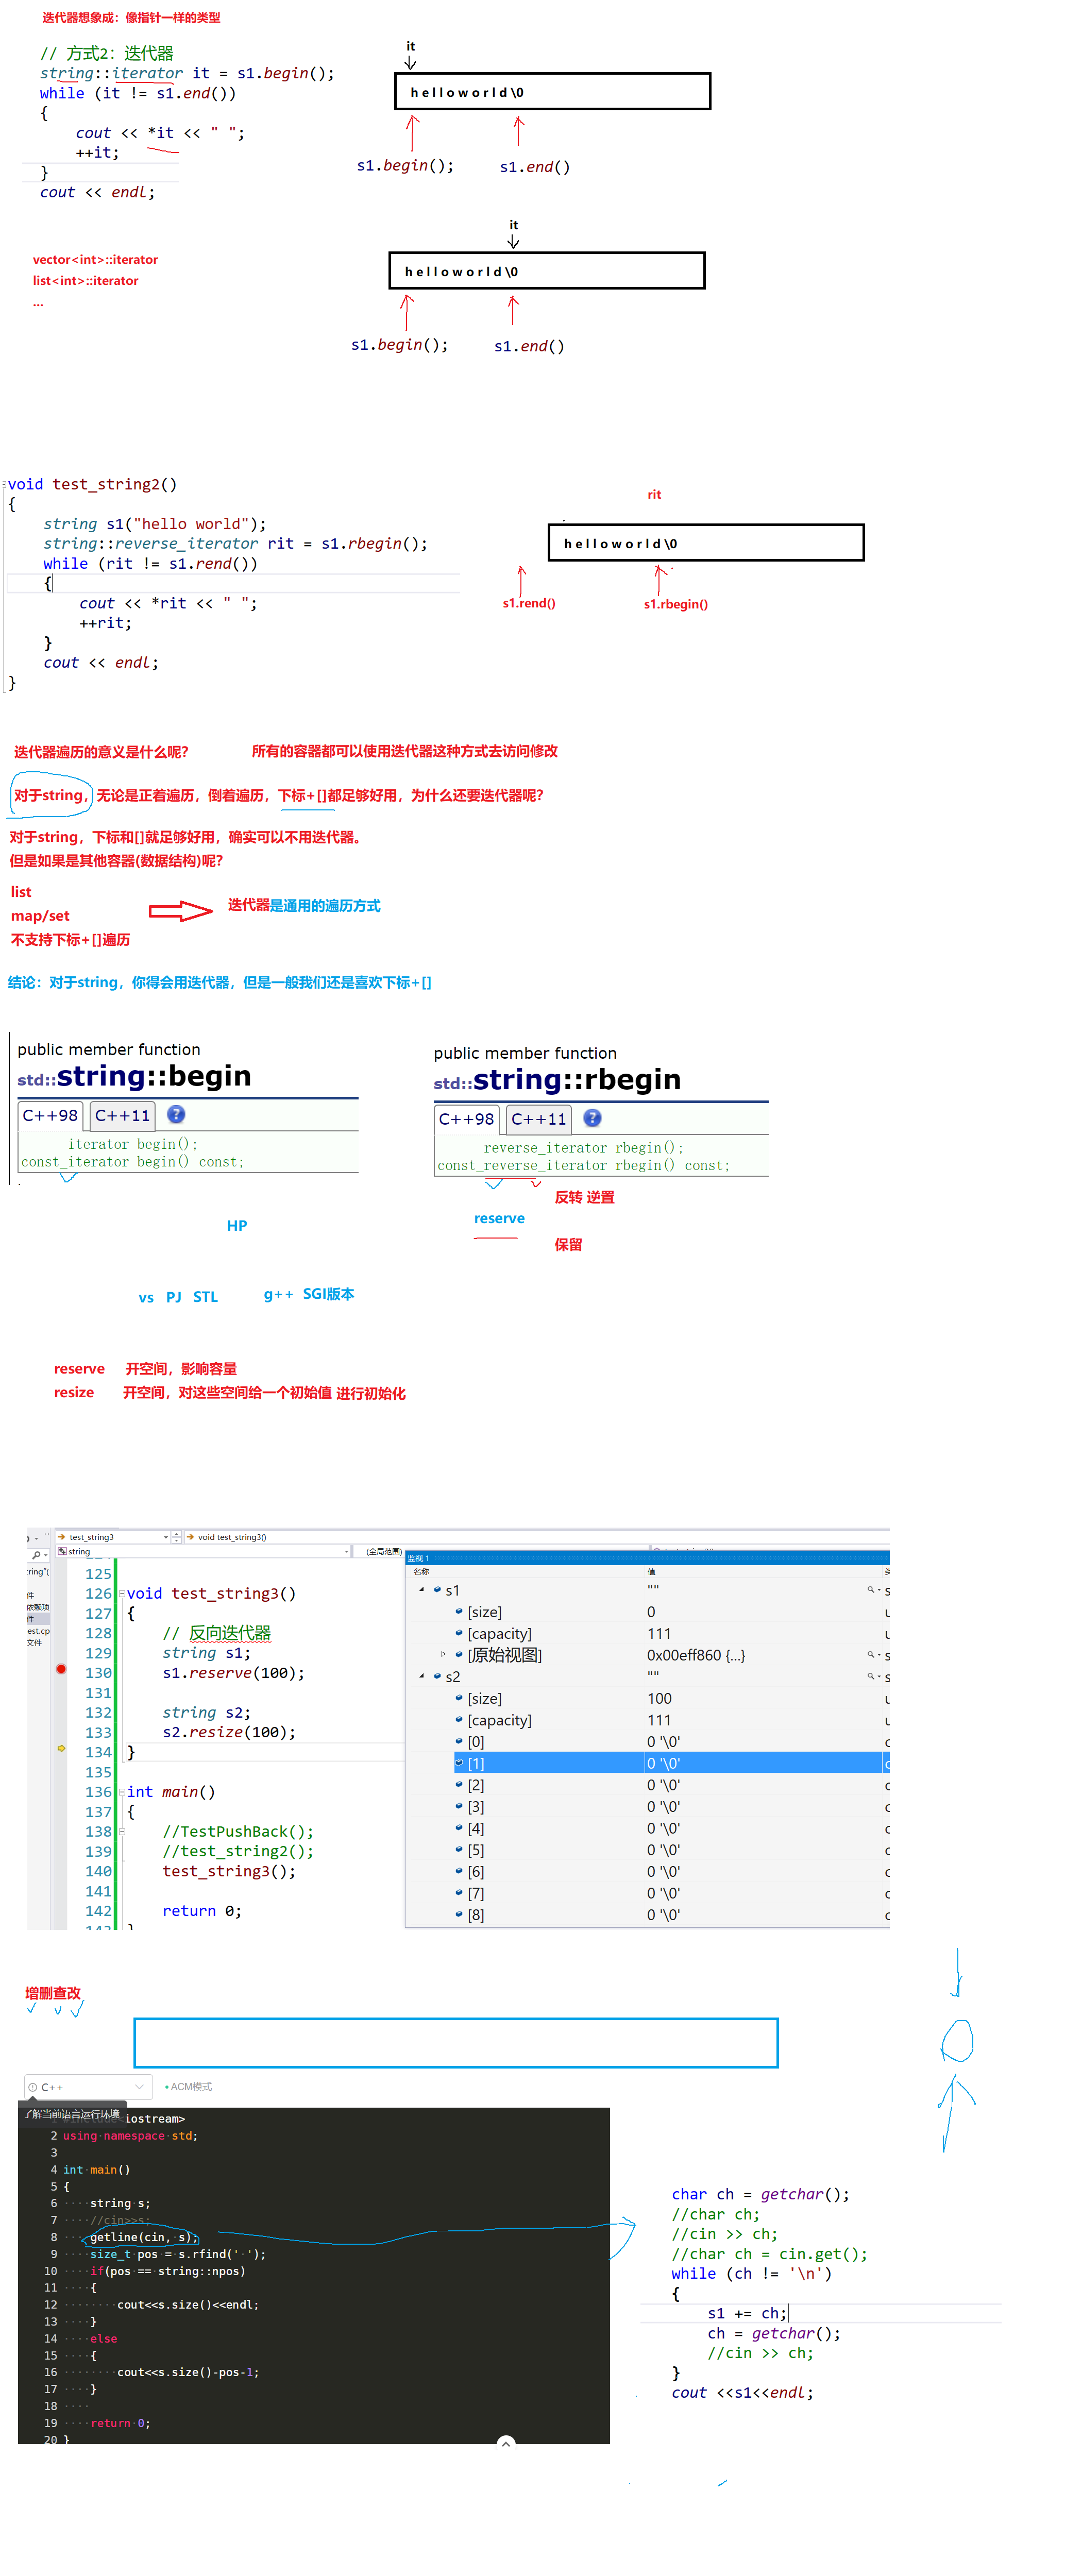 迭代器想象成：像指针一样的类型
// 方式2：迭代器
string::iterator it = s1.begin();
while (it != s1.end())
{
cout << *it << " ";
++it;
}
cout << endl;
it
h e l l o w o r l d \0
s1.begin();
s1.end()
it
h e l l o w o r l d \0
s1.begin();
s1.end()
vector<int>::iterator
list<int>::iterator
...
void test_string2()
{
string s1("hello world");
string::reverse_iterator rit = s1.rbegin();
while (rit != s1.rend())
{
cout << *rit << " ";
++rit;
}
cout << endl;
}
rit
h e l l o w o r l d \0
s1.rend()
s1.rbegin()
迭代器遍历的意义是什么呢？
所有的容器都可以使用迭代器这种方式去访问修改
对于string，无论是正着遍历，倒着遍历，下标+[]都足够好用，为什么还要迭代器呢？
对于string，下标和[]就足够好用，确实可以不用迭代器。
但是如果是其他容器(数据结构)呢？
list
map/set
不支持下标+[]遍历
迭代器是通用的遍历方式
结论：对于string，你得会用迭代器，但是一般我们还是喜欢下标+[]
public member function
std::string::begin
C++98 C++11 ?
iterator begin();
const_iterator begin() const;
public member function
std::string::rbegin
C++98 C++11 ?
reverse_iterator rbegin();
const_reverse_iterator rbegin() const;
反转 逆置
reserve
保留
HP
vs PJ STL
g++ SGI版本
reserve 开空间，影响容量
resize 开空间，对这些空间给一个初始值 进行初始化
test_string3
void test_string3()
string
(全局范围)
ring"(
件
依赖项
件
est.cp
文件
125
126 void test_string3()
127 {
128 // 反向迭代器
129 string s1;
130 s1.reserve(100);
131
132 string s2;
133 s2.resize(100);
134 }
135
136 int main()
137 {
138 //TestPushBack();
139 //test_string2();
140 test_string3();
141
142 return 0;
监视 1
名称 值
s1 ""
[size] 0
[capacity] 111
[原始视图] 0x00eff860 {...}
s2 ""
[size] 100
[capacity] 111
[0] 0 '\0'
[1] 0 '\0'
[2] 0 '\0'
[3] 0 '\0'
[4] 0 '\0'
[5] 0 '\0'
[6] 0 '\0'
[7] 0 '\0'
[8] 0 '\0'
增删查改
C++
ACM模式
了解当前语言运行环境
iostream>
2 using namespace std;
3
4 int main()
5 {
6 string s;
7 //cin>>s;
8 getline(cin, s);
9 size_t pos = s.rfind(' ');
10 if(pos == string::npos)
11 {
12 cout<<s.size()<<endl;
13 }
14 else
15 {
16 cout<<s.size()-pos-1;
17 }
18
19 return 0;
20 }
char ch = getchar();
//char ch;
//cin >> ch;
//char ch = cin.get();
while (ch != '\n')
{
s1 += ch;
ch = getchar();
//cin >> ch;
}
cout <<s1<<endl;